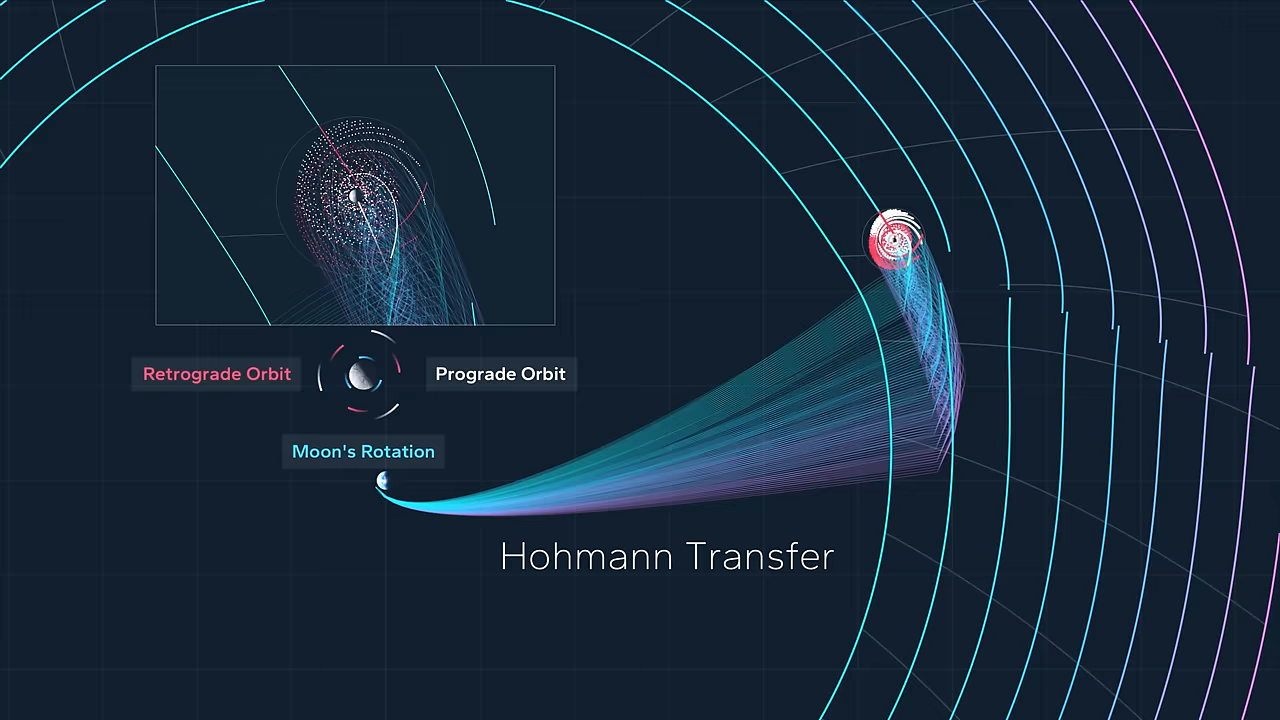 Retrograde Orbit
Prograde Orbit
Moon's Rotation
Hohmann Transfer